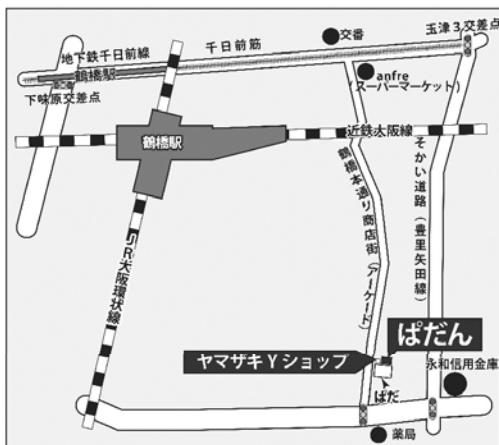 玉津3交差点
交番
千日前筋
地下鉄千日前線
鶴橋駅
下味原交差点
anfre
(スーパーマーケット)
鶴橋駅
近鉄大阪線
鶴橋本通り商店街(アーケード)
そかい道路(豊里矢田線)
JR大阪環状線
ぱだん
ヤマザキYショップ
永和信用金庫
ぱだ
薬局